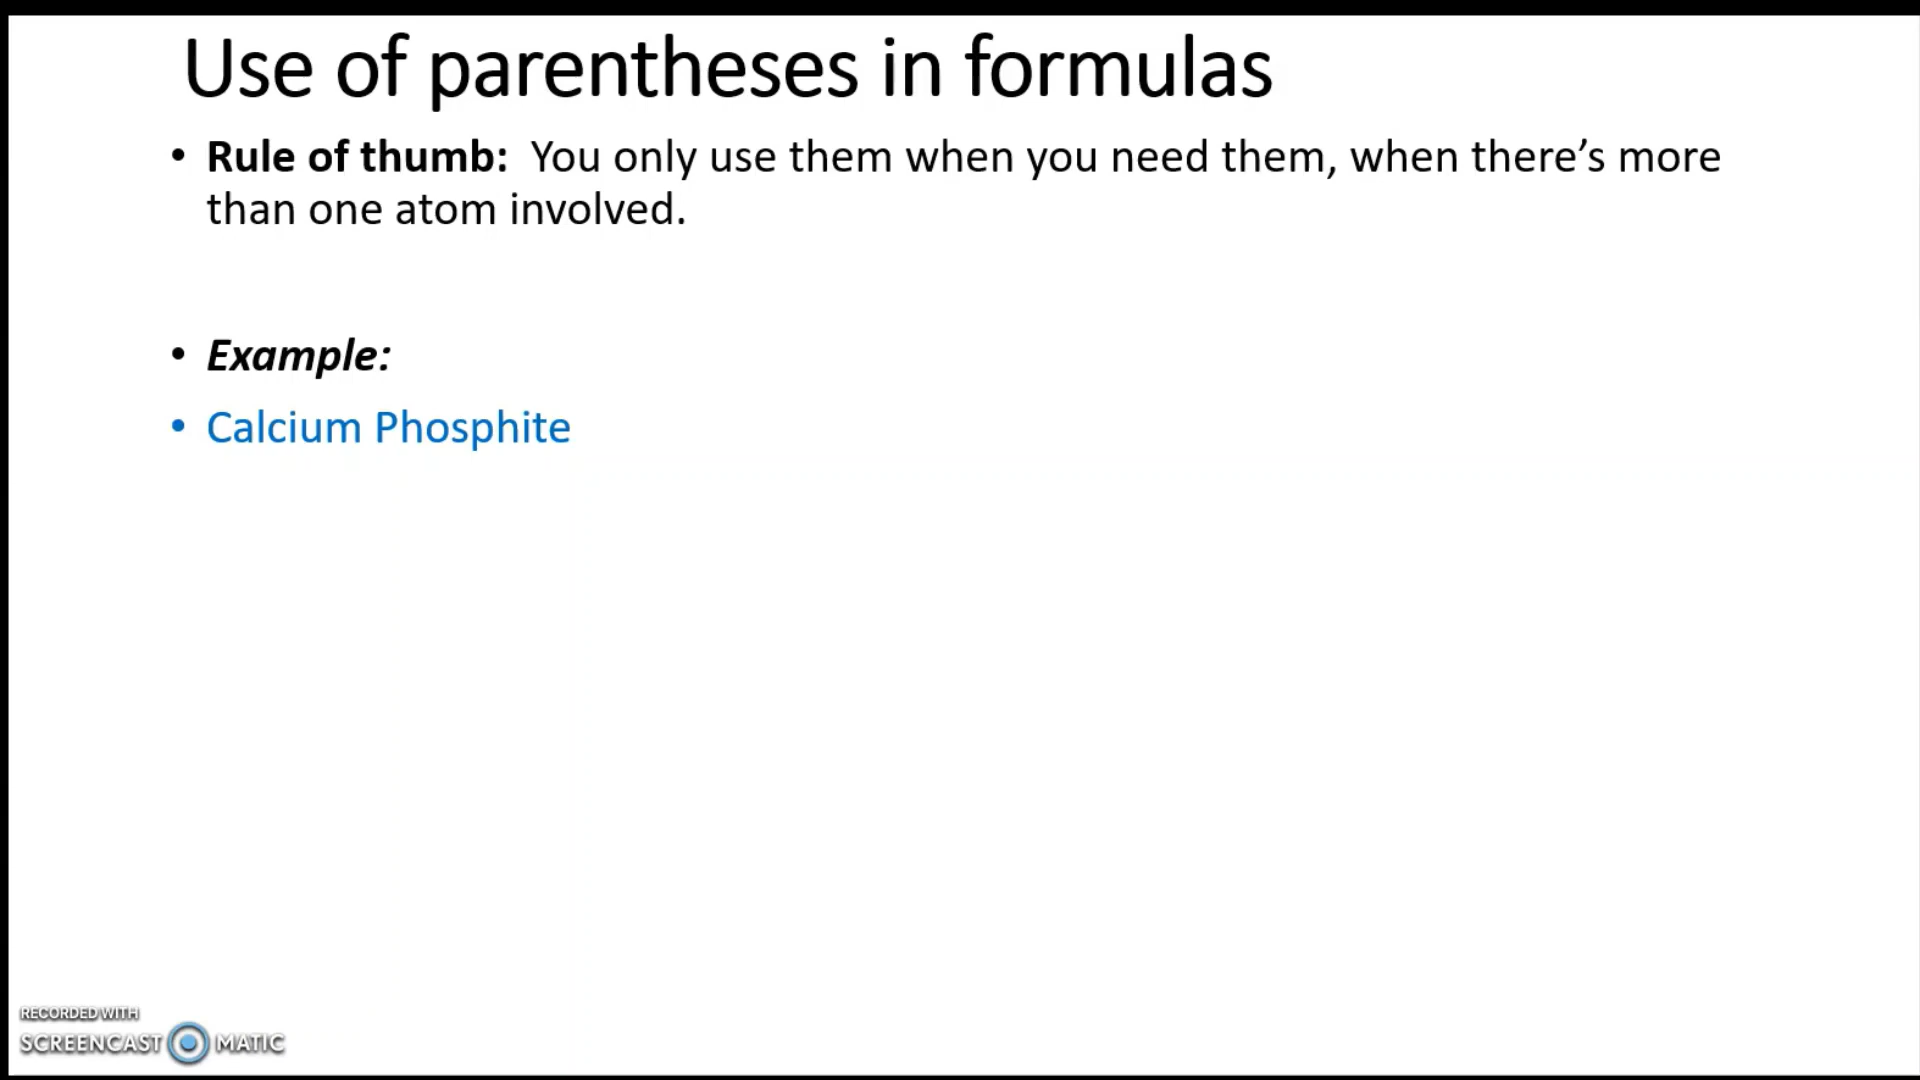 Use of parentheses in formulas
• Rule of thumb: You only use them when you need them, when there’s more
than one atom involved.
• Example:
• Calcium Phosphite
RECORDED WITH
SCREENCAST MATIC